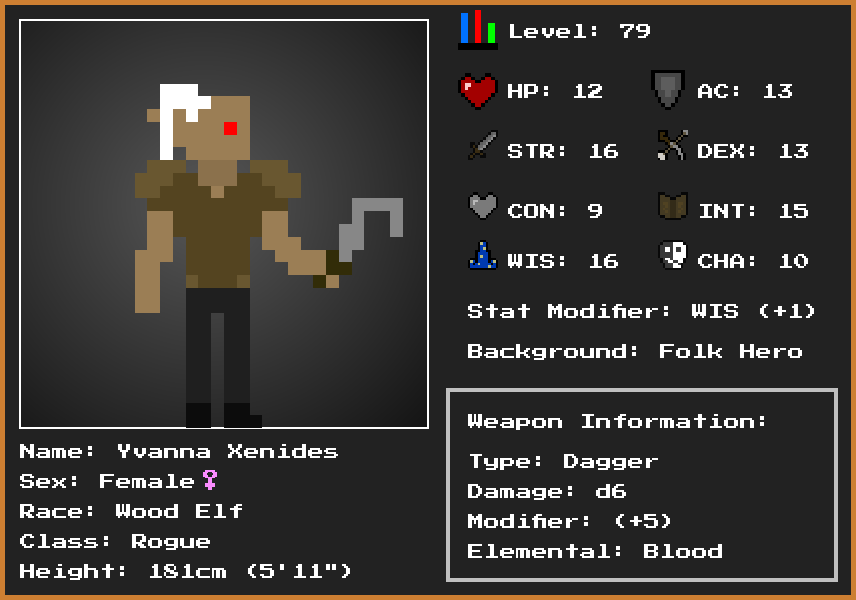 Level: 79
HP: 12 AC: 13
STR: 16 DEX: 13
CON: 9 INT: 15
WIS: 16 CHA: 10
Stat Modifier: WIS (+1)
Background: Folk Hero
Weapon Information:
Type: Dagger
Damage: d6
Modifier: (+5)
Elemental: Blood
Name: Yvanna Xenides
Sex: Female♀
Race: Wood Elf
Class: Rogue
Height: 181cm (5'11")